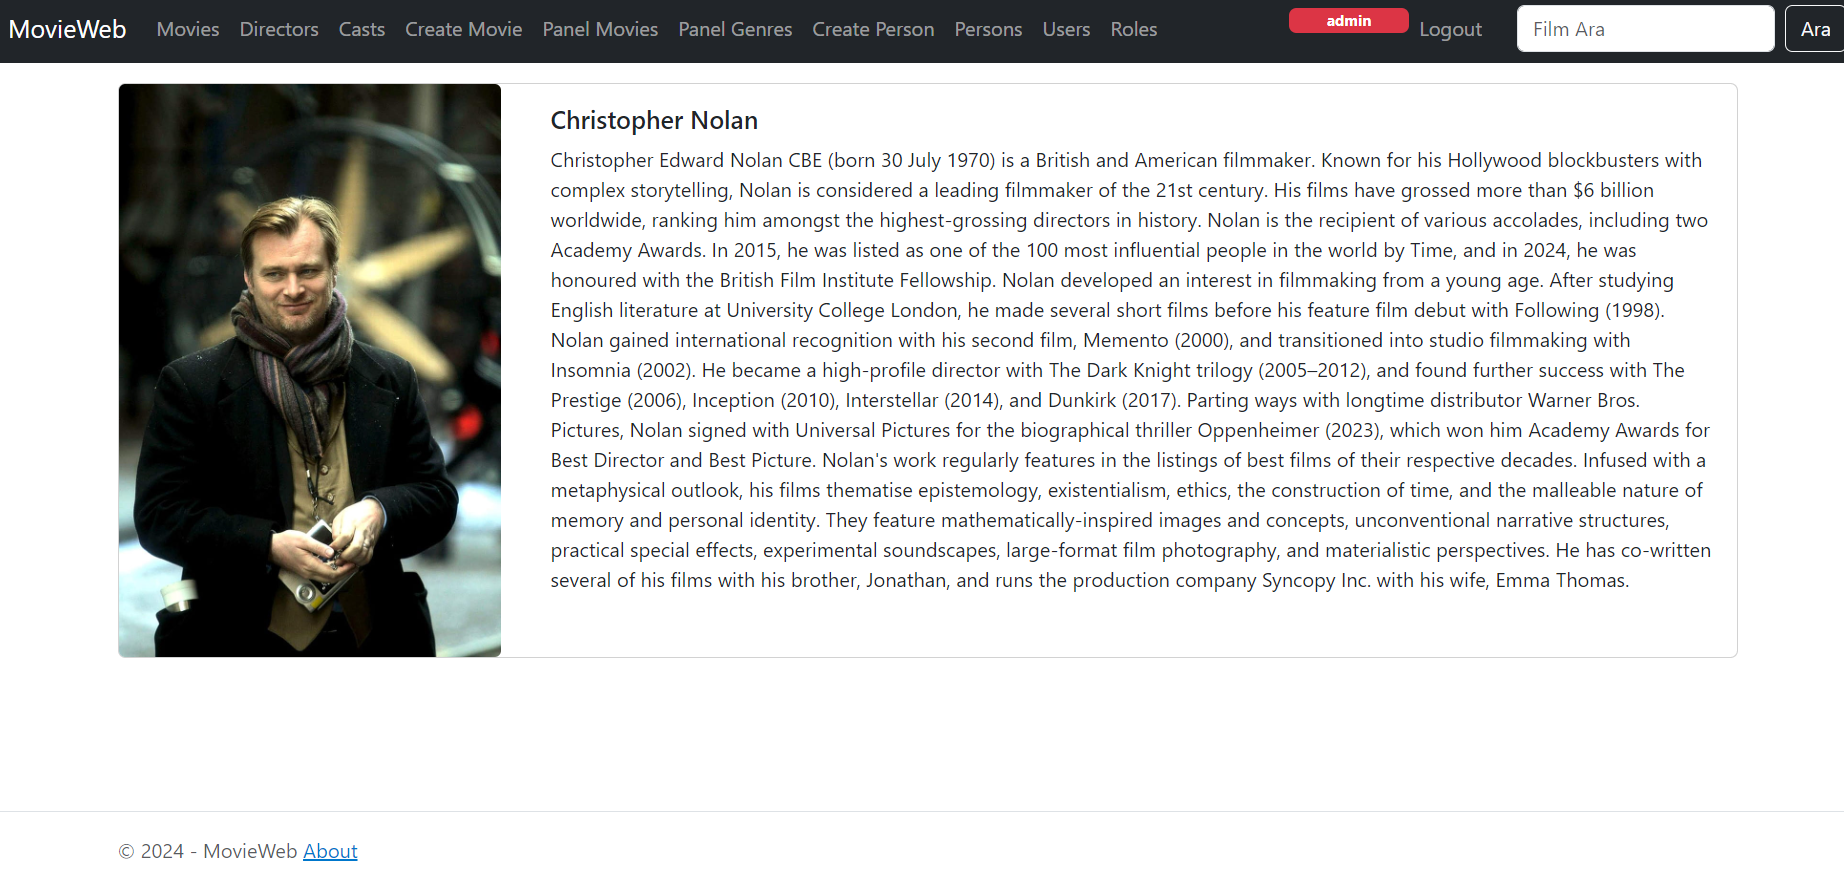 MovieWeb Movies Directors Casts Create Movie Panel Movies Panel Genres Create Person Persons Users Roles admin Logout Film Ara Ara
Christopher Nolan
Christopher Edward Nolan CBE (born 30 July 1970) is a British and American filmmaker. Known for his Hollywood blockbusters with
complex storytelling, Nolan is considered a leading filmmaker of the 21st century. His films have grossed more than $6 billion
worldwide, ranking him amongst the highest-grossing directors in history. Nolan is the recipient of various accolades, including two
Academy Awards. In 2015, he was listed as one of the 100 most influential people in the world by Time, and in 2024, he was
honoured with the British Film Institute Fellowship. Nolan developed an interest in filmmaking from a young age. After studying
English literature at University College London, he made several short films before his feature film debut with Following (1998).
Nolan gained international recognition with his second film, Memento (2000), and transitioned into studio filmmaking with
Insomnia (2002). He became a high-profile director with The Dark Knight trilogy (2005–2012), and found further success with The
Prestige (2006), Inception (2010), Interstellar (2014), and Dunkirk (2017). Parting ways with longtime distributor Warner Bros.
Pictures, Nolan signed with Universal Pictures for the biographical thriller Oppenheimer (2023), which won him Academy Awards for
Best Director and Best Picture. Nolan's work regularly features in the listings of best films of their respective decades. Infused with a
metaphysical outlook, his films thematise epistemology, existentialism, ethics, the construction of time, and the malleable nature of
memory and personal identity. They feature mathematically-inspired images and concepts, unconventional narrative structures,
practical special effects, experimental soundscapes, large-format film photography, and materialistic perspectives. He has co-written
several of his films with his brother, Jonathan, and runs the production company Syncopy Inc. with his wife, Emma Thomas.
© 2024 - MovieWeb About